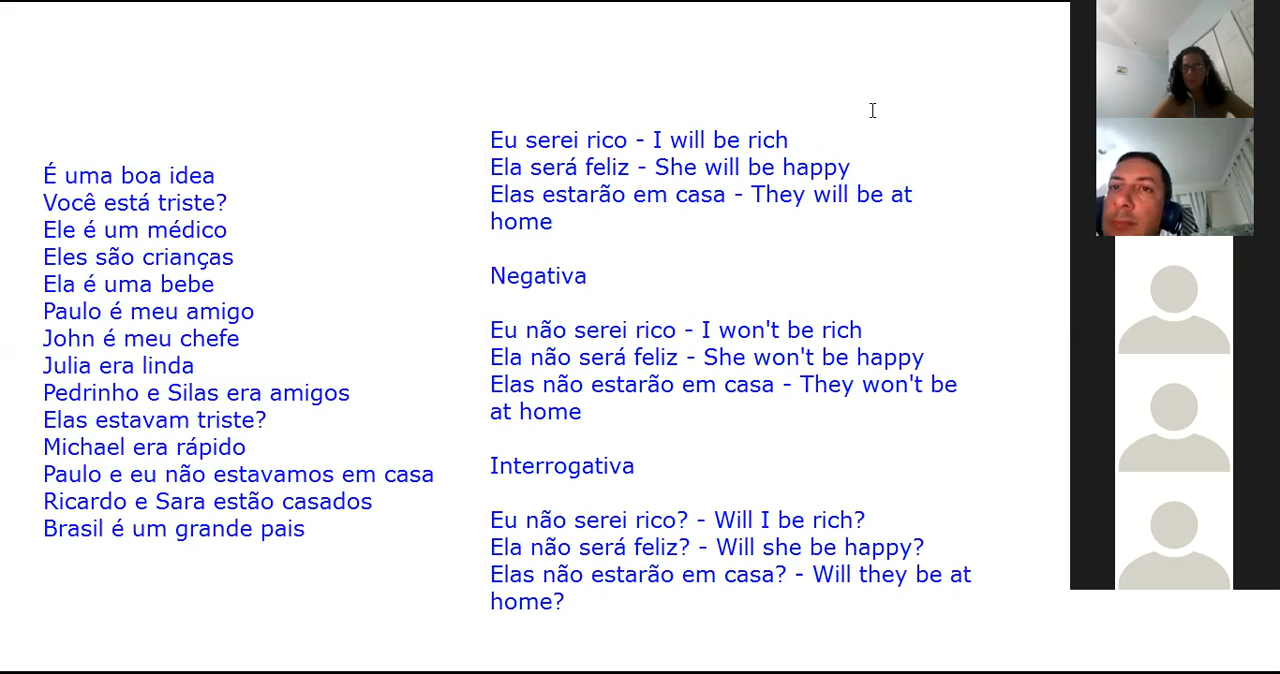 É uma boa idea
Você está triste?
Ele é um médico
Eles são crianças
Ela é uma bebe
Paulo é meu amigo
John é meu chefe
Julia era linda
Pedrinho e Silas era amigos
Elas estavam triste?
Michael era rápido
Paulo e eu não estavamos em casa
Ricardo e Sara estão casados
Brasil é um grande pais
Eu serei rico - I will be rich
Ela será feliz - She will be happy
Elas estarão em casa - They will be at
home
Negativa
Eu não serei rico - I won't be rich
Ela não será feliz - She won't be happy
Elas não estarão em casa - They won't be
at home
Interrogativa
Eu não serei rico? - Will I be rich?
Ela não será feliz? - Will she be happy?
Elas não estarão em casa? - Will they be at
home?